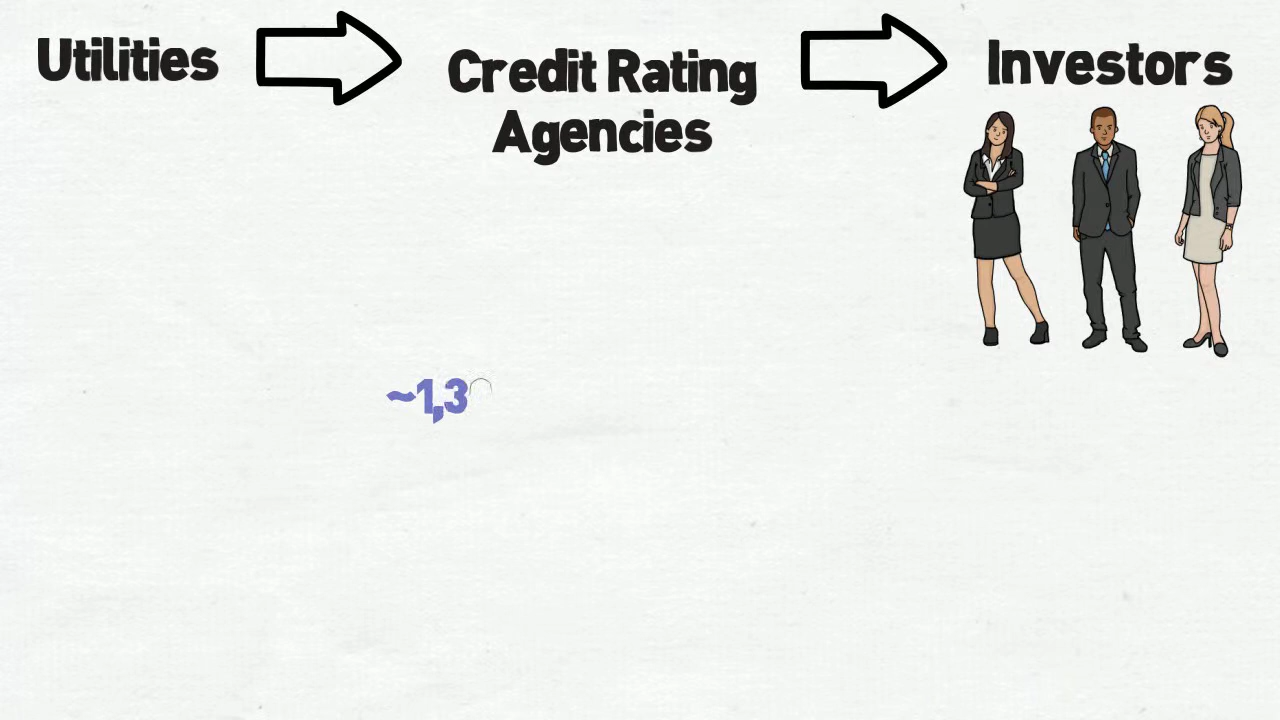 Utilities
Credit Rating
Agencies
Investors
~1,3